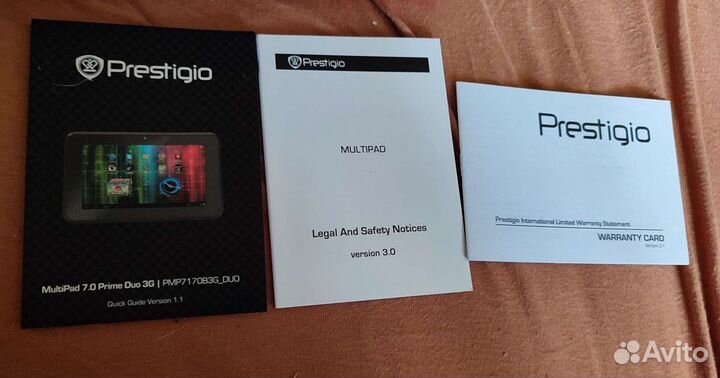 Prestigio
MultiPad 7.0 Prime Duo 3G | PMP7170B3G_DUO
Quick Guide Version 1.1
Prestigio
MULTIPAD
Legal And Safety Notices
version 3.0
Prestigio
Prestigio International Limited Warranty Statement
WARRANTY CARD
Version 3.1
Avito